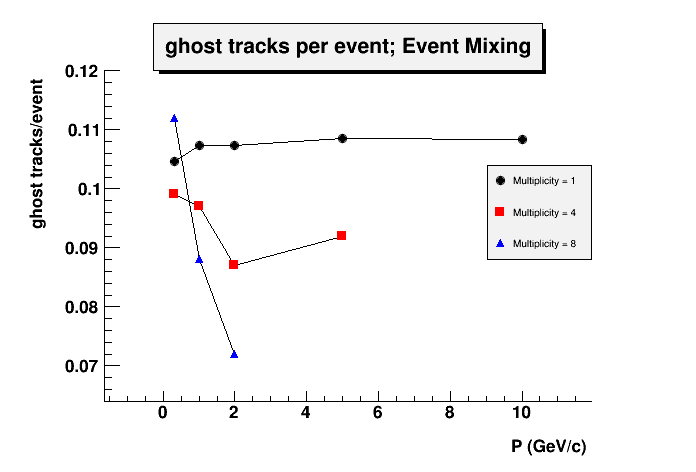 ghost tracks per event; Event Mixing
ghost tracks/event
0.12
0.11
0.1
0.09
0.08
0.07
0 2 4 6 8 10
P (GeV/c)
Multiplicity = 1
Multiplicity = 4
Multiplicity = 8